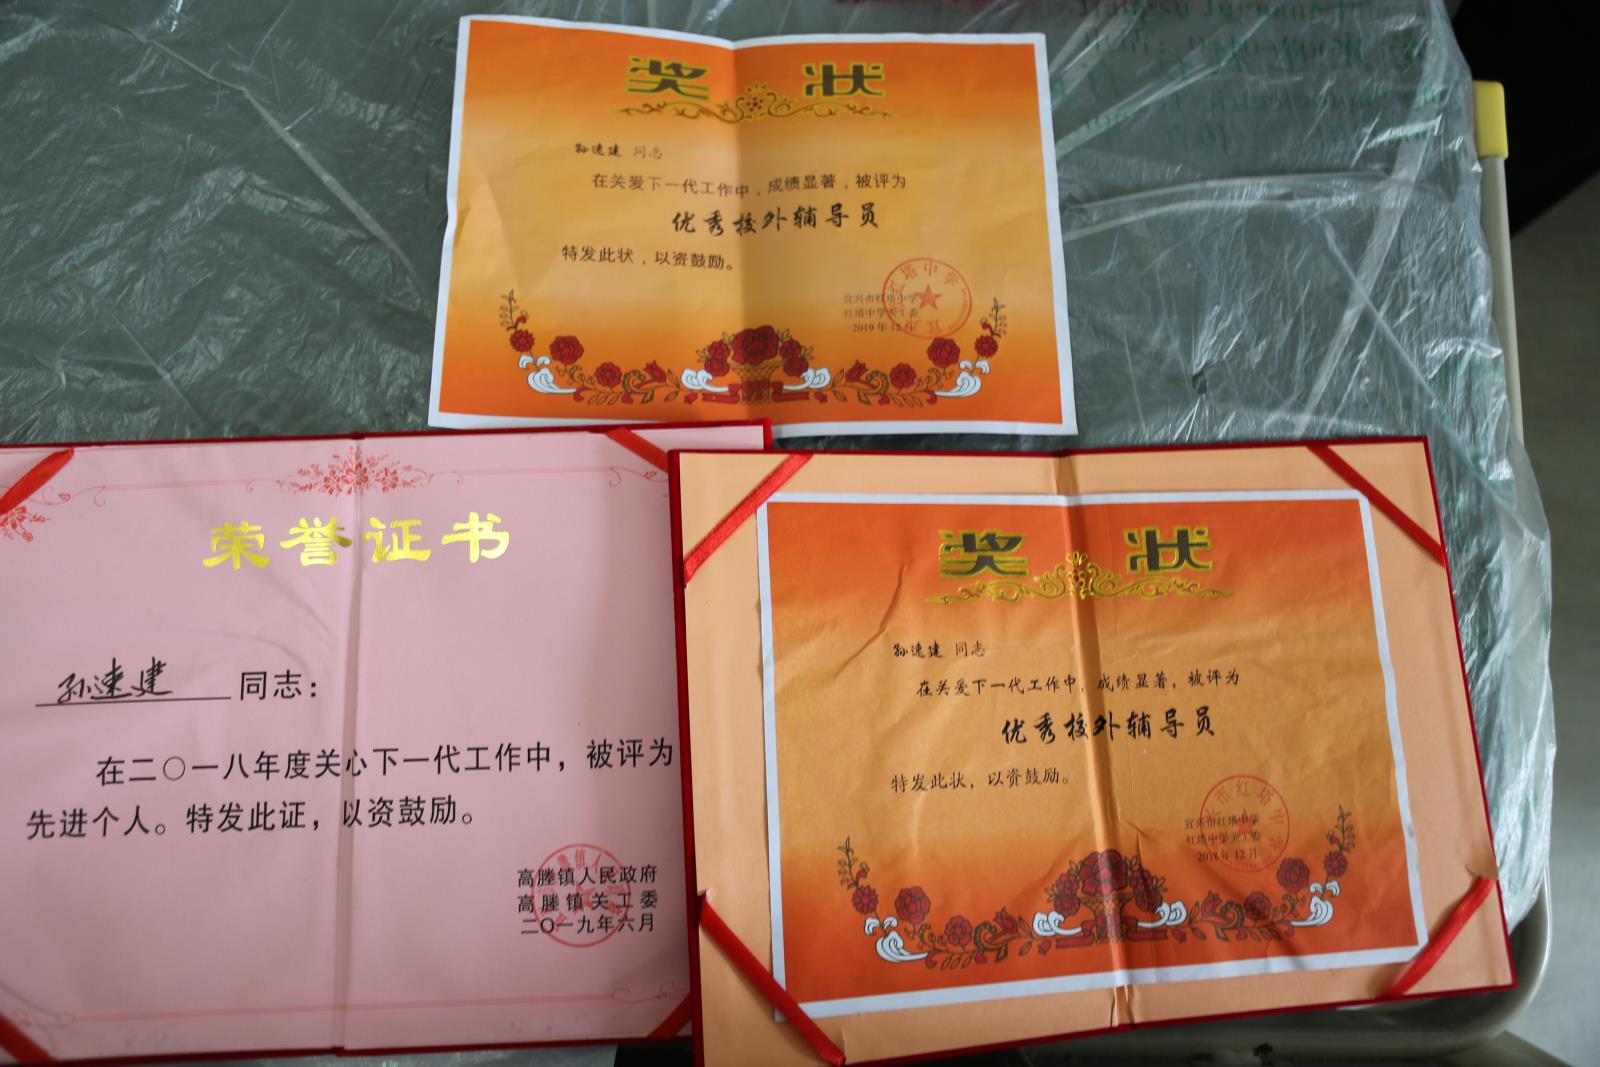 奖 状
孙速建 同志
在关爱下一代工作中，成绩显著，被评为
优秀校外辅导员
特发此状，以资鼓励。
宜兴市红塔中学
红塔中学关工委
2019年12月
荣誉证书
孙速建 同志：
在二〇一八年度关心下一代工作中，被评为
先进个人。特发此证，以资鼓励。
高塍镇人民政府
高塍镇关工委
二〇一九年六月
奖 状
孙速建 同志
在关爱下一代工作中，成绩显著，被评为
优秀校外辅导员
特发此状，以资鼓励。
宜兴市红塔中学
红塔中学关工委
2018年12月